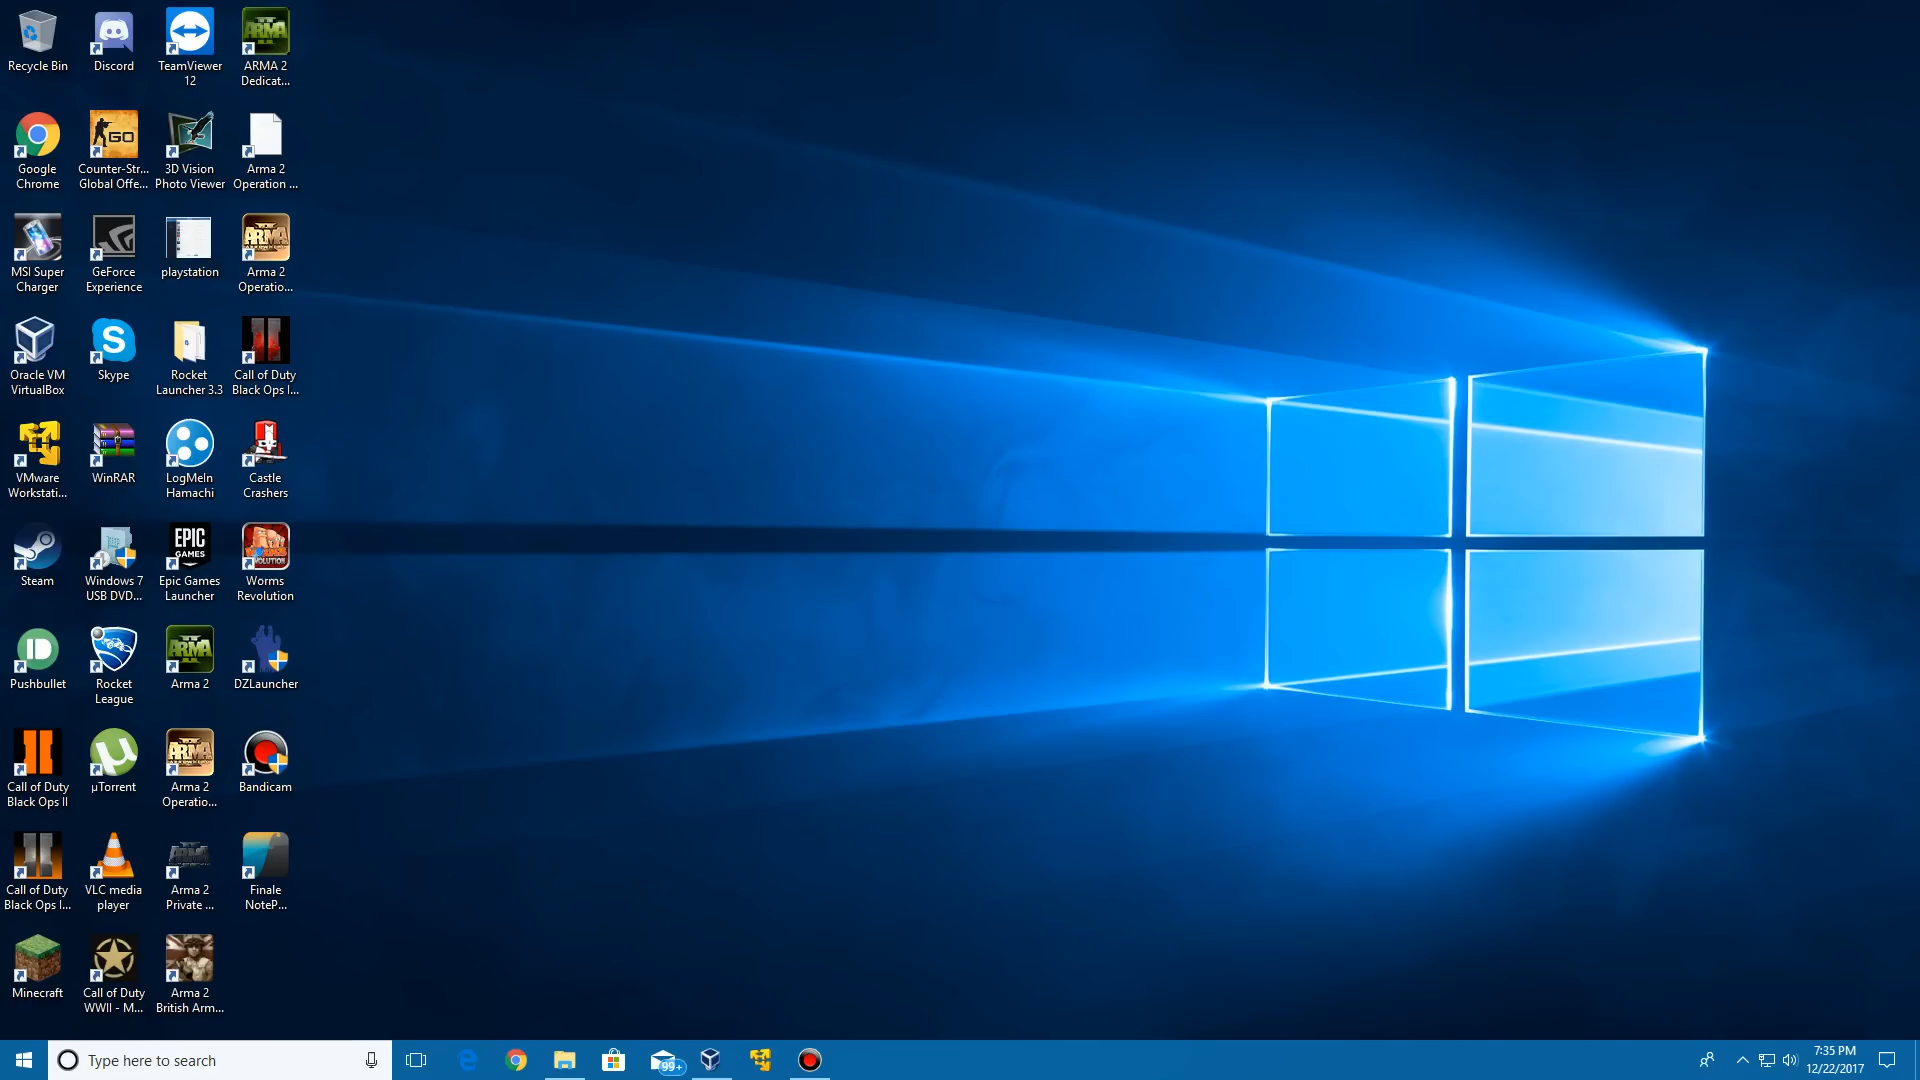 Recycle Bin
Discord
TeamViewer
12
ARMA 2
Dedicat...
Google
Chrome
Counter-Str...
Global Offe...
3D Vision
Photo Viewer
Arma 2
Operation ...
MSI Super
Charger
GeForce
Experience
playstation
Arma 2
Operatio...
Oracle VM
VirtualBox
Skype
Rocket
Launcher 3.3
Call of Duty
Black Ops I...
VMware
Workstati...
WinRAR
LogMeIn
Hamachi
Castle
Crashers
Steam
Windows 7
USB DVD...
EPIC
GAMES
Epic Games
Launcher
Worms
Revolution
Pushbullet
Rocket
League
Arma 2
DZLauncher
Call of Duty
Black Ops II
µTorrent
Arma 2
Operatio...
Bandicam
Call of Duty
Black Ops I...
VLC media
player
Arma 2
Private ...
Finale
NoteP...
Minecraft
Call of Duty
WWII - M...
Arma 2
British Arm...
Type here to search
99+
7:35 PM
12/22/2017